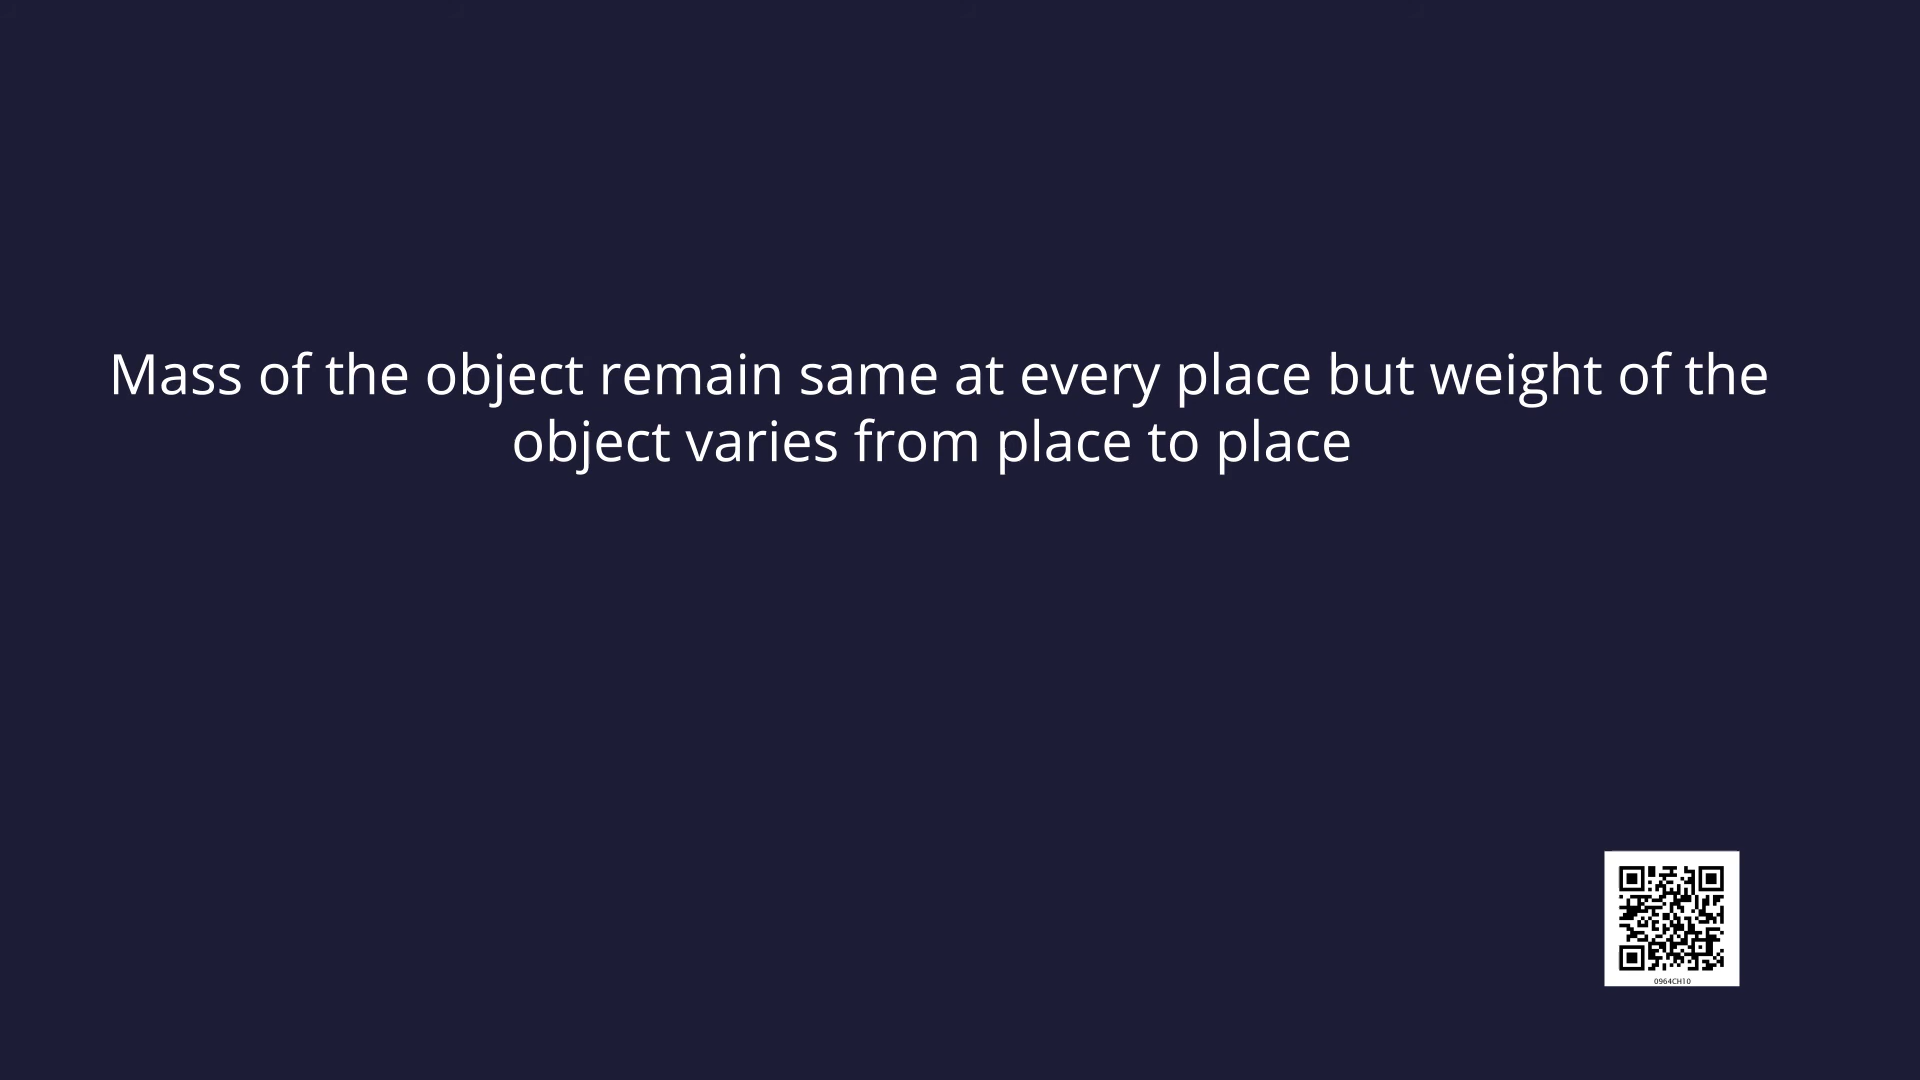 Mass of the object remain same at every place but weight of the
object varies from place to place
0964CH10